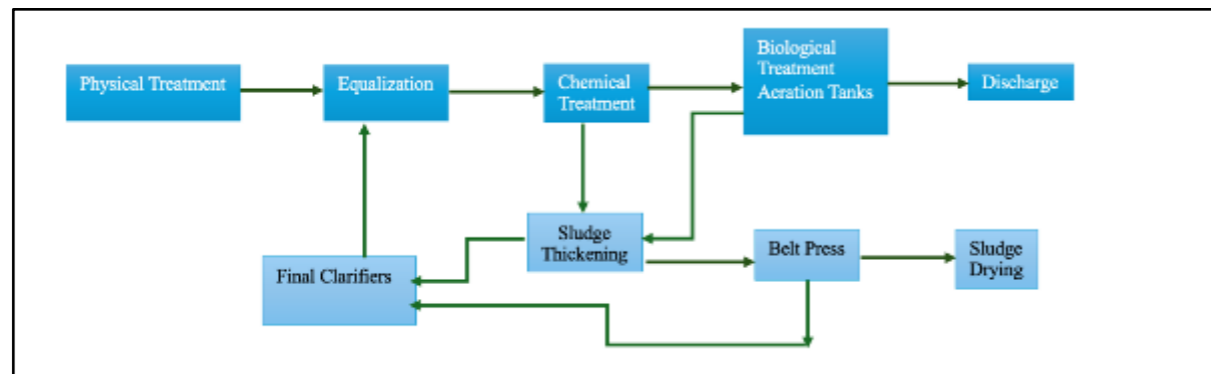 Physical Treatment
Equalization
Chemical
Treatment
Biological
Treatment
Aeration Tanks
Discharge
Sludge
Thickening
Belt Press
Sludge
Drying
Final Clarifiers